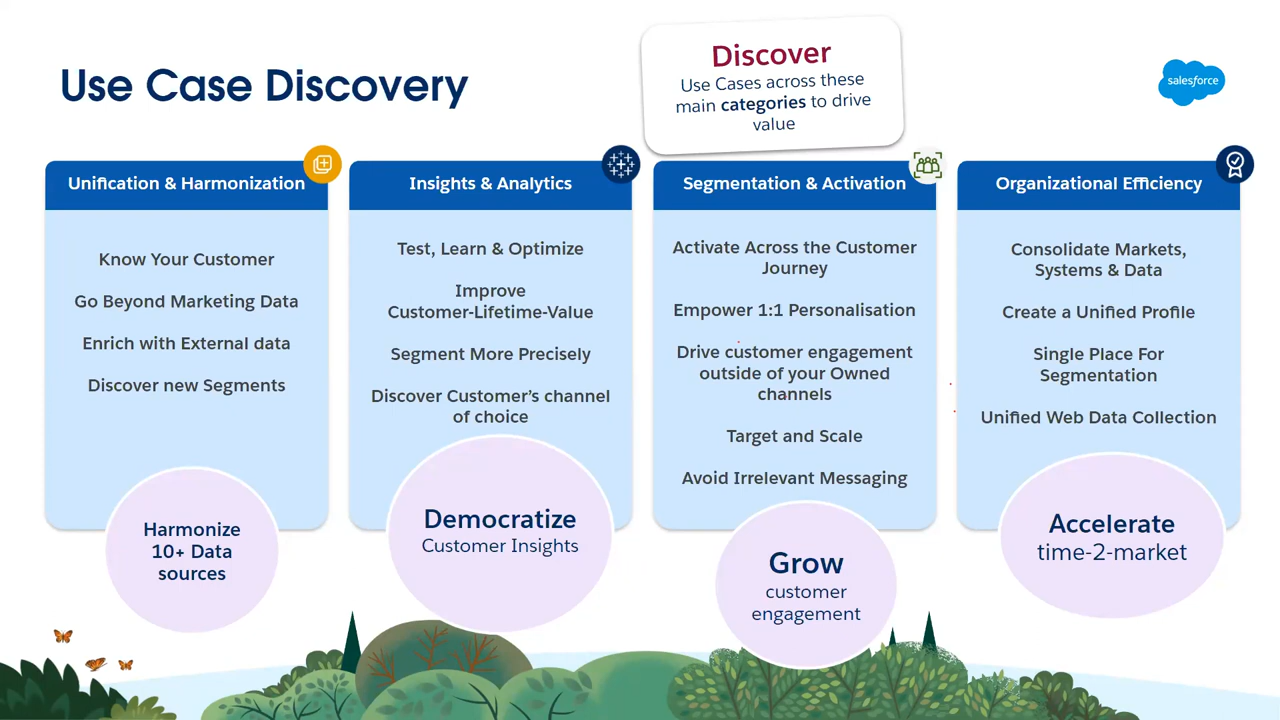 Use Case Discovery
Discover
Use Cases across these
main categories to drive
value
salesforce
Unification & Harmonization
Know Your Customer
Go Beyond Marketing Data
Enrich with External data
Discover new Segments
Harmonize
10+ Data
sources
Insights & Analytics
Test, Learn & Optimize
Improve
Customer-Lifetime-Value
Segment More Precisely
Discover Customer's channel
of choice
Democratize
Customer Insights
Segmentation & Activation
Activate Across the Customer
Journey
Empower 1:1 Personalisation
Drive customer engagement
outside of your Owned
channels
Target and Scale
Avoid Irrelevant Messaging
Grow
customer
engagement
Organizational Efficiency
Consolidate Markets,
Systems & Data
Create a Unified Profile
Single Place For
Segmentation
Unified Web Data Collection
Accelerate
time-2-market